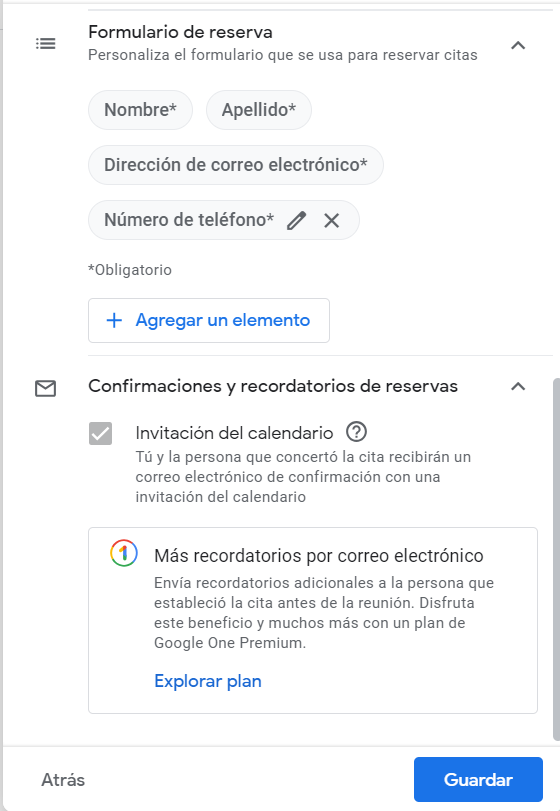 Formulario de reserva
Personaliza el formulario que se usa para reservar citas
Nombre* Apellido*
Dirección de correo electrónico*
Número de teléfono*
*Obligatorio
+ Agregar un elemento
Confirmaciones y recordatorios de reservas
Invitación del calendario
Tú y la persona que concertó la cita recibirán un
correo electrónico de confirmación con una
invitación del calendario
Más recordatorios por correo electrónico
Envía recordatorios adicionales a la persona que
estableció la cita antes de la reunión. Disfruta
este beneficio y muchos más con un plan de
Google One Premium.
Explorar plan
Atrás Guardar